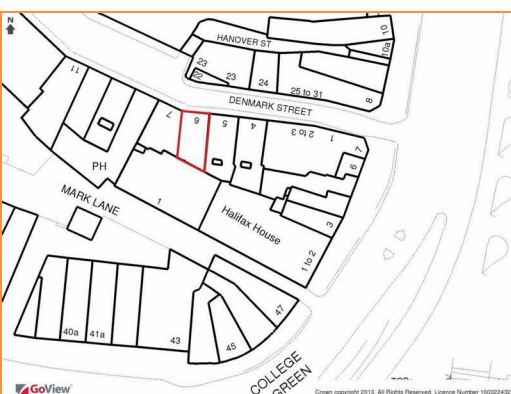 N
HANOVER ST
10
10a
23
22
23
24
25 to 31
8
DENMARK STREET
11
7
6
5
4
2 to 3
1
7
6
PH
MARK LANE
1
Halifax House
3
1 to 2
40a
41a
43
45
47
COLLEGE
GREEN
GoView
Crown copyright 2013. All Rights Reserved. Licence Number 100022432